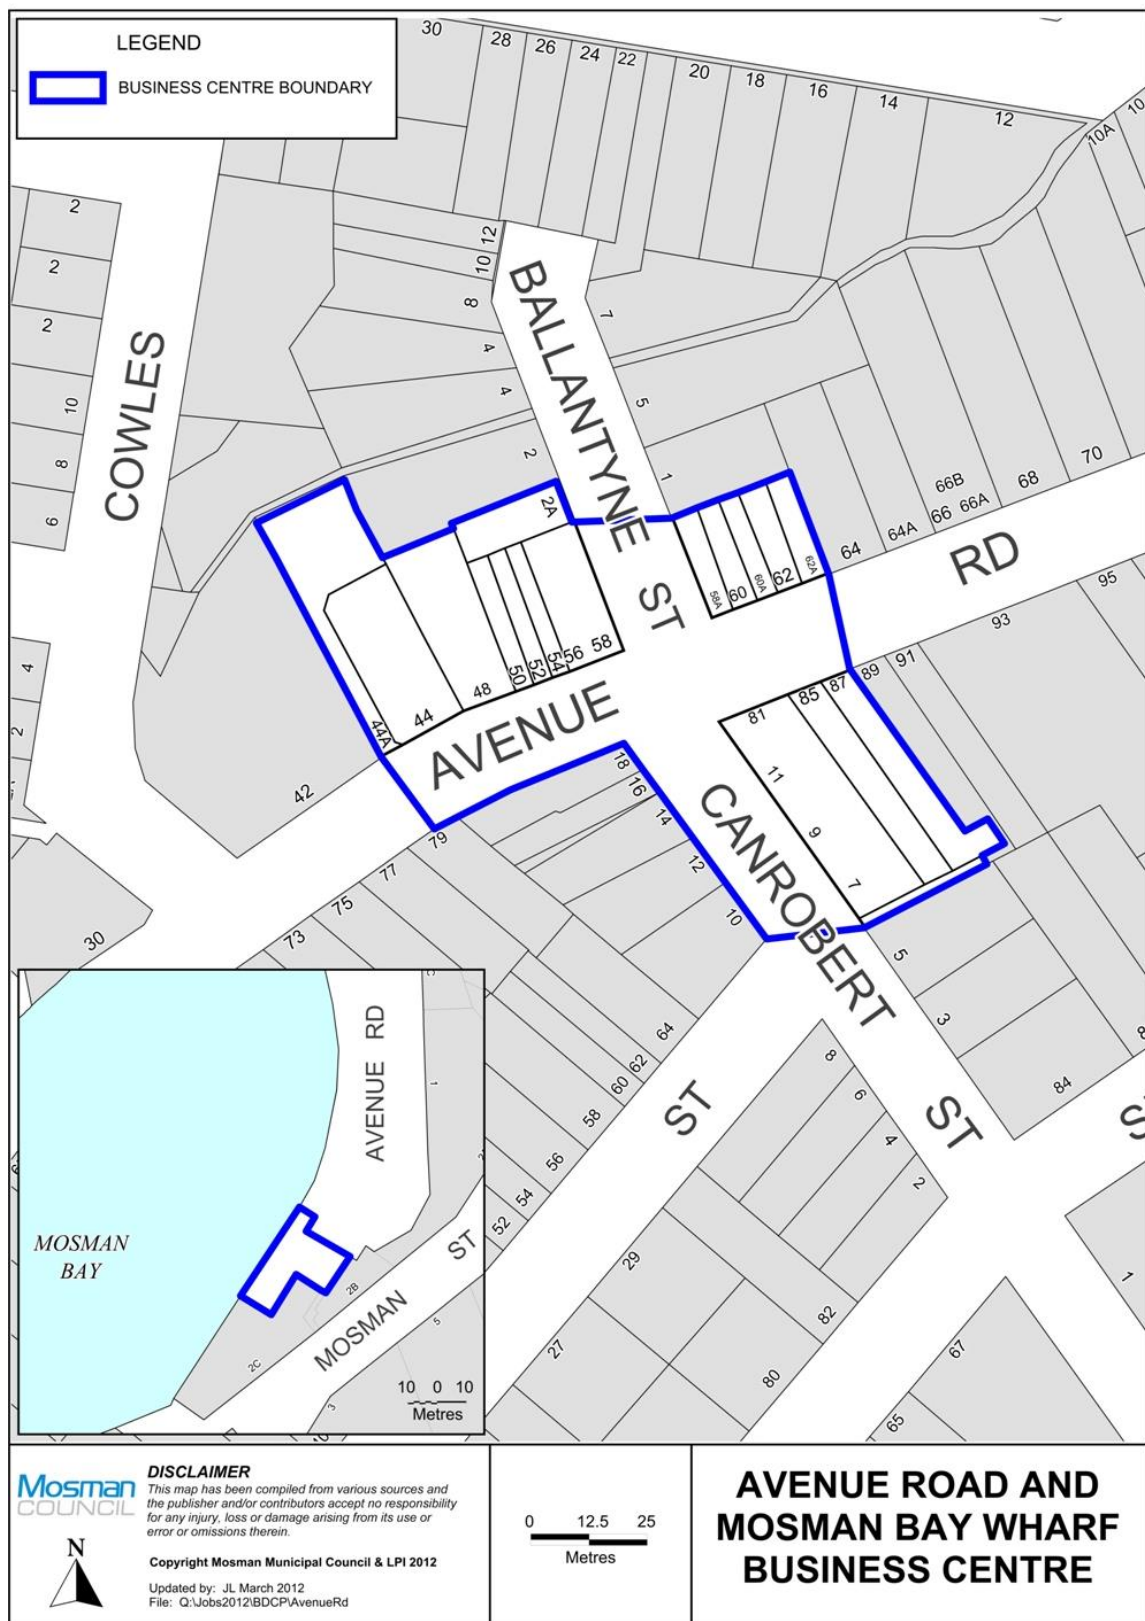 LEGEND
BUSINESS CENTRE BOUNDARY
30
28
26
24
22
20
18
16
14
12
10A
10
2
2
2
10
8
6
4
2
COWLES
12
10
8
4
4
2
BALLANTYNE
ST
7
5
1
2A
58A
60
60A
62
62A
64
64A
66
66B
66A
68
70
RD
44A
44
48
50
52
54
56
58
AVENUE
42
30
81
85
87
89
91
93
95
11
9
7
CANROBERT
ST
18
16
14
12
10
79
77
75
73
5
3
84
64
62
60
58
56
54
52
ST
8
6
4
2
29
27
82
80
67
65
1
MOSMAN
BAY
AVENUE RD
1
MOSMAN
ST
2B
2C
5
3
10 0 10
Metres
Mosman
COUNCIL
DISCLAIMER
This map has been compiled from various sources and
the publisher and/or contributors accept no responsibility
for any injury, loss or damage arising from its use or
error or omissions therein.
Copyright Mosman Municipal Council & LPI 2012
Updated by: JL March 2012
File: Q:\Jobs2012\BDCP\AvenueRd
N
0 12.5 25
Metres
AVENUE ROAD AND
MOSMAN BAY WHARF
BUSINESS CENTRE